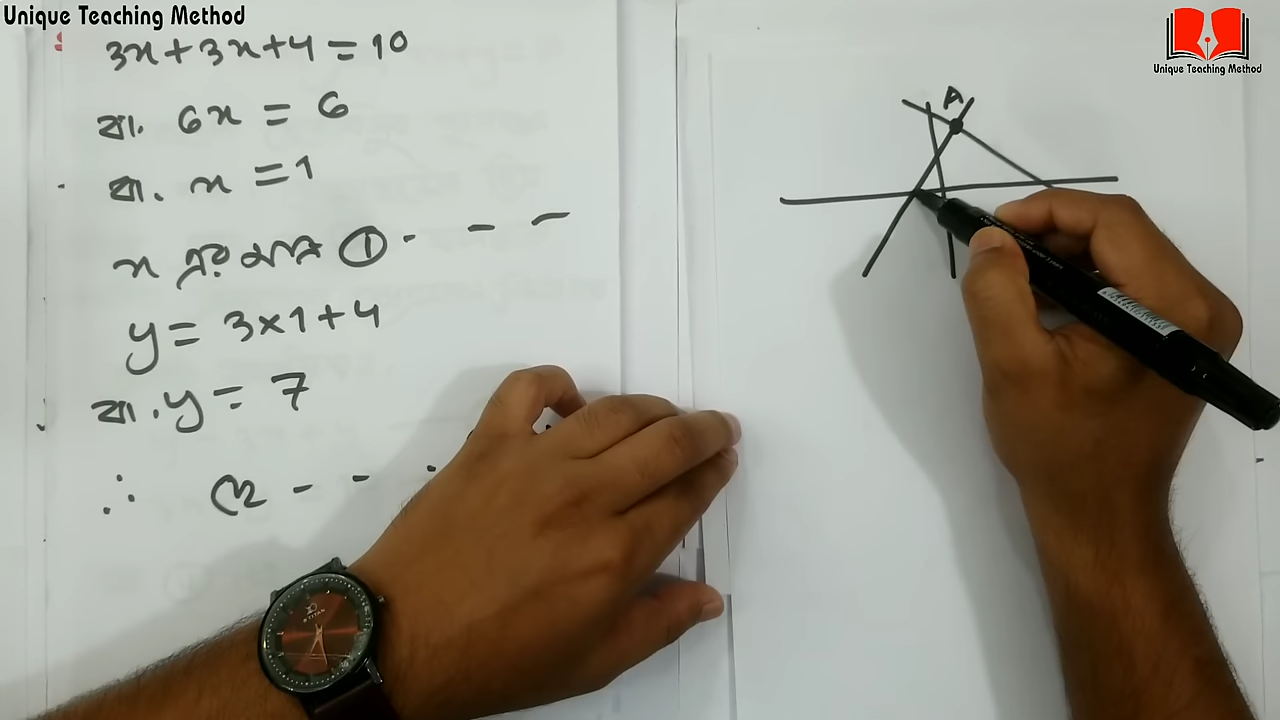 Unique Teaching Method
3x+3x+4=10
বা. 6x = 6
বা. x = 1
x এর মান ① - - -
y = 3×1+4
বা. y = 7
∴ - -
A
Unique Teaching Method